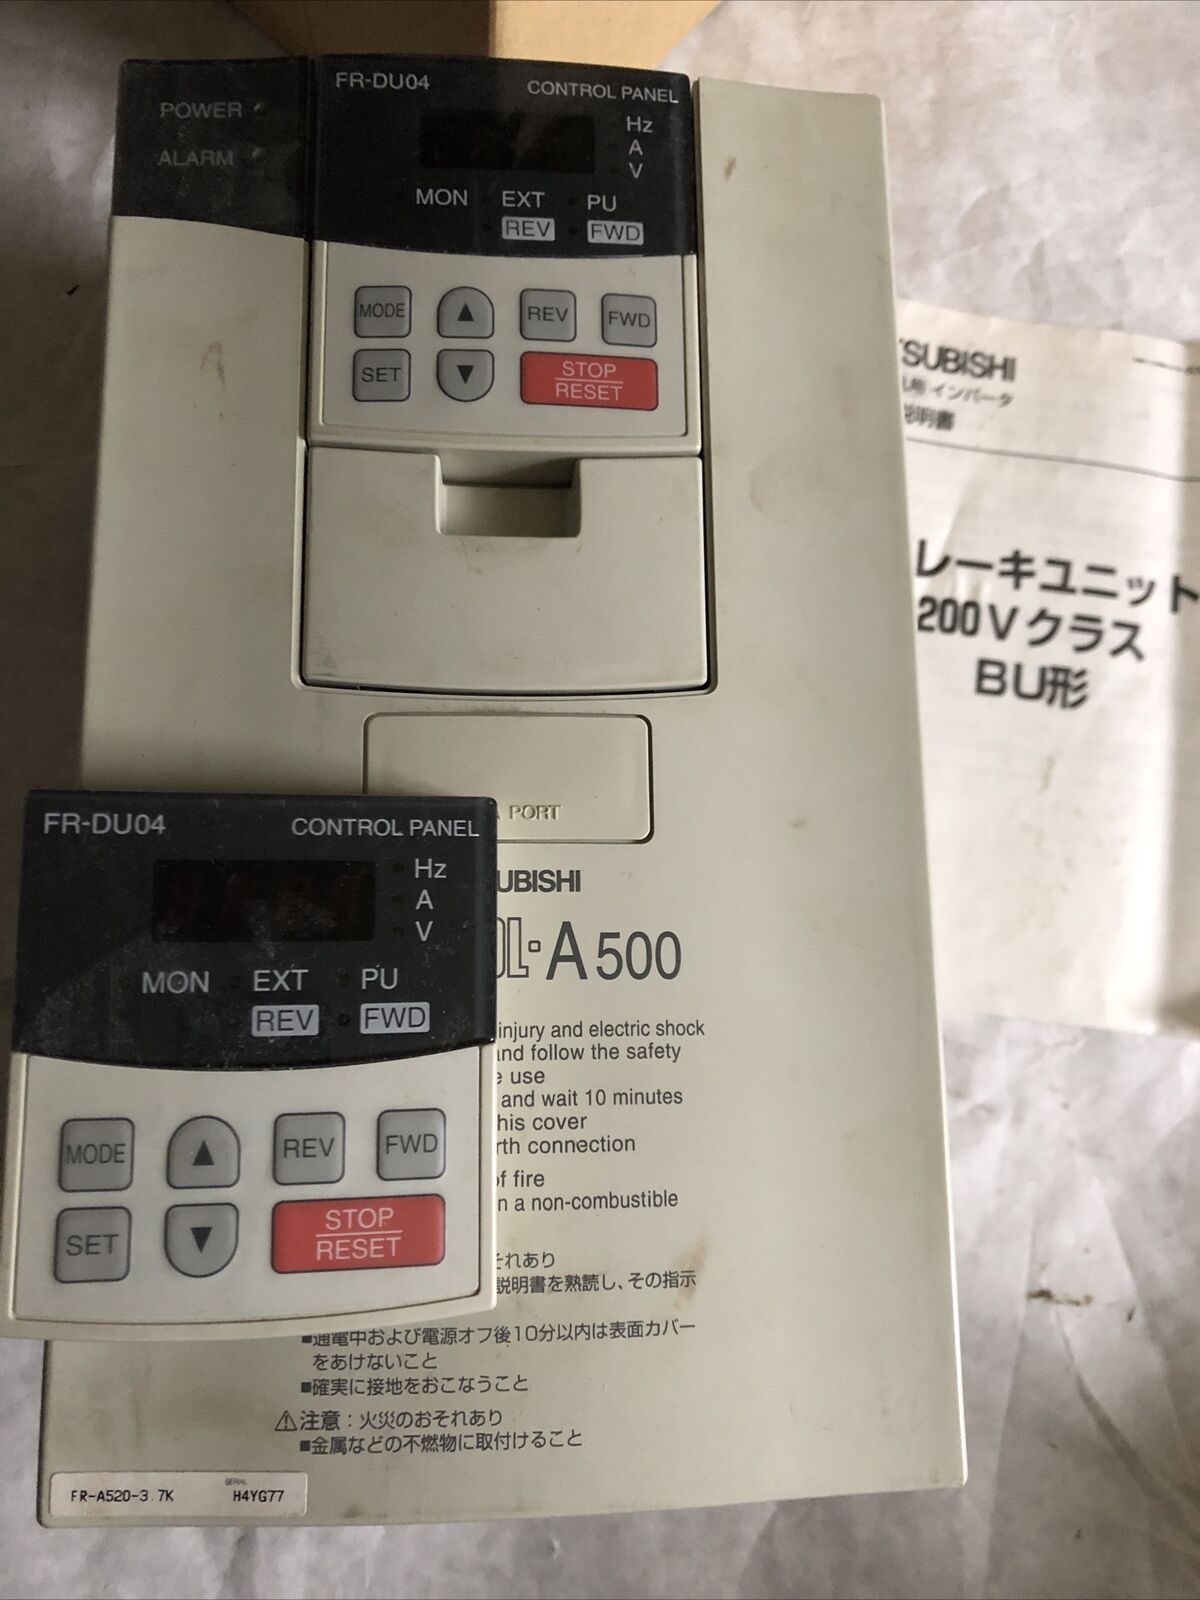 FR-DU04 CONTROL PANEL
POWER
ALARM
Hz
A
V
MON EXT PU
REV FWD
MODE REV FWD
SET STOP
RESET
SUBISHI
用 インバータ
説明書
レーキユニット
200Vクラス
BU形
PORT
UBISHI
A500
injury and electric shock
and follow the safety
use
and wait 10 minutes
this cover
connection
of fire
a non-combustible
それあり
説明書を熟読し、その指示
■通電中および電源オフ後10分以内は表面カバー
をあけないこと
■確実に接地をおこなうこと
⚠注意:火災のおそれあり
■金属などの不燃物に取付けること
FR-DU04 CONTROL PANEL
Hz
A
V
MON EXT PU
REV FWD
MODE REV FWD
SET STOP
RESET
SERIAL
FR-A520-3.7K H4YG77